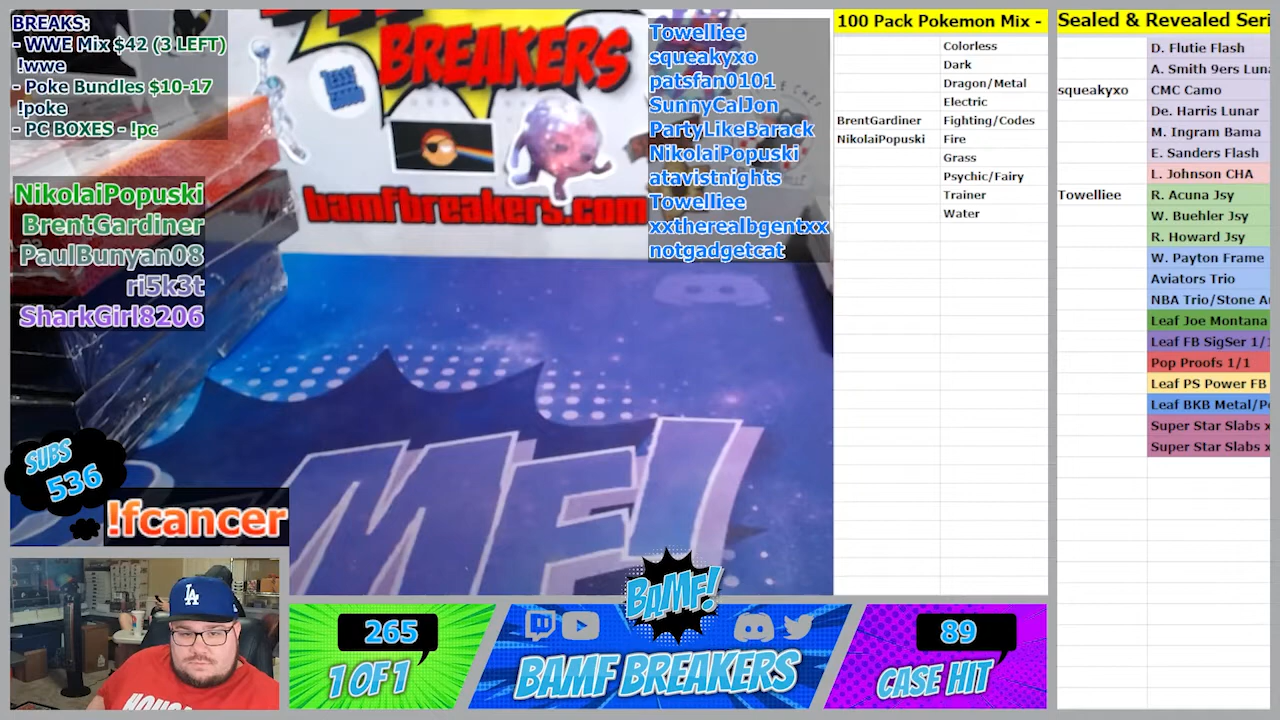 BREAKS:
- WWE Mix $42 (3 LEFT)
!wwe
- Poke Bundles $10-17
!poke
- PC BOXES - !pc
NikolaiPopuski
BrentGardiner
PaulBunyan08
ri5k3t
SharkGirl8206
BREAKERS
bamfbreakers.com
Towelliee
squeakyxo
patsfan0101
SunnyCalJon
PartyLikeBarack
NikolaiPopuski
atavistnights
Towelliee
xxtherealbgentxx
notgadgetcat
100 Pack Pokemon Mix -
Colorless
Dark
Dragon/Metal
Electric
BrentGardiner Fighting/Codes
NikolaiPopuski Fire
Grass
Psychic/Fairy
Trainer
Water
Sealed & Revealed Seri
D. Flutie Flash
A. Smith 9ers Luna
squeakyxo CMC Camo
De. Harris Lunar
M. Ingram Bama
E. Sanders Flash
L. Johnson CHA
Towelliee R. Acuna Jsy
W. Buehler Jsy
R. Howard Jsy
W. Payton Frame
Aviators Trio
NBA Trio/Stone A
Leaf Joe Montana
Leaf FB SigSer 1/1
Pop Proofs 1/1
Leaf PS Power FB
Leaf BKB Metal/P
Super Star Slabs x
Super Star Slabs x
SUBS
536
!fcancer
MF!
LA
265
1 OF 1
BAMF!
BAMF BREAKERS
89
CASE HIT